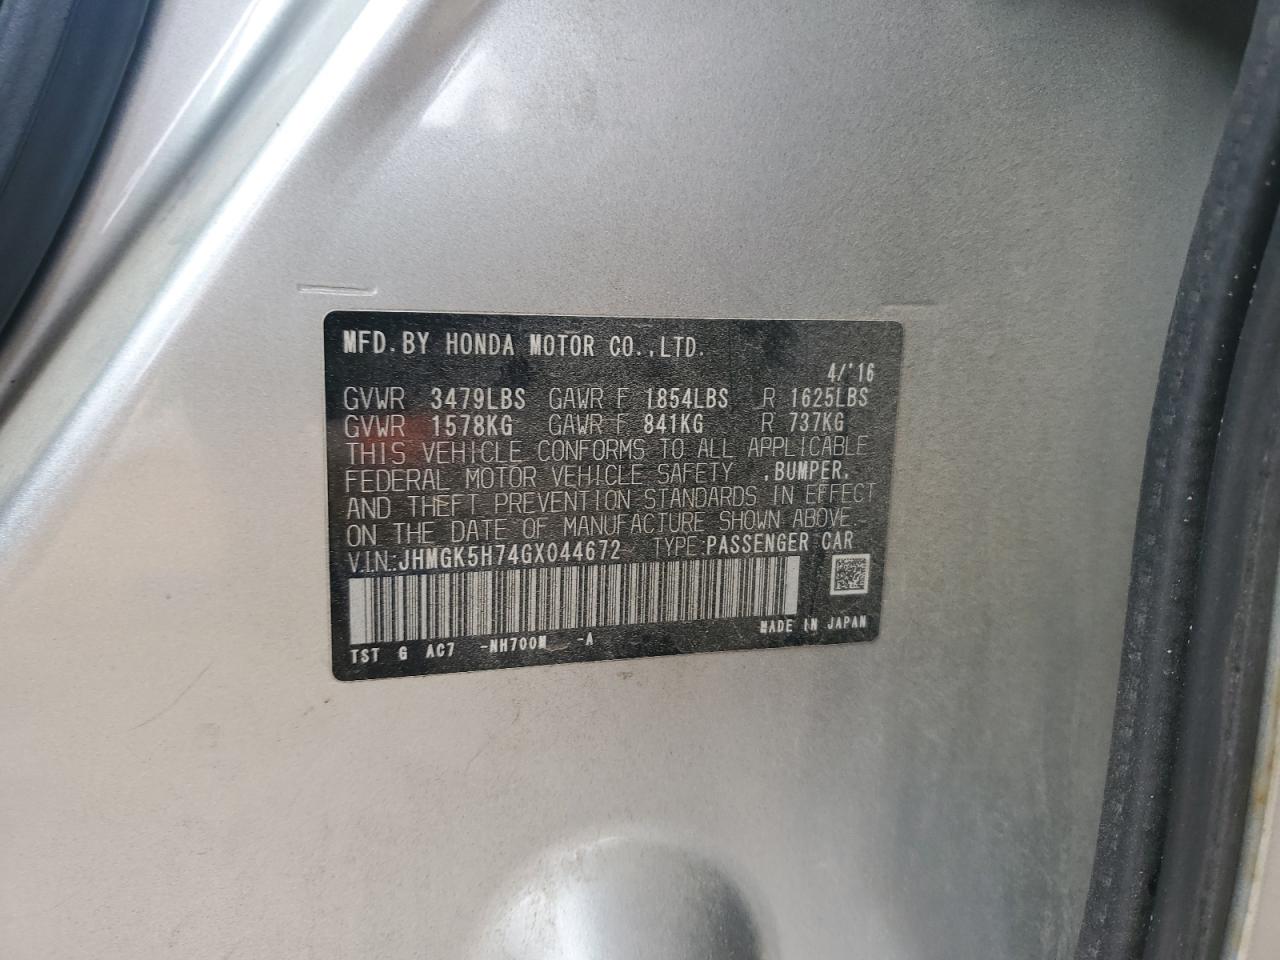 MFD. BY HONDA MOTOR CO.,LTD.
4/'16
GVWR 3479LBS GAWR F 1854LBS R 1625LBS
GVWR 1578KG GAWR F 841KG R 737KG
THIS VEHICLE CONFORMS TO ALL APPLICABLE
FEDERAL MOTOR VEHICLE SAFETY ,BUMPER,
AND THEFT PREVENTION STANDARDS IN EFFECT
ON THE DATE OF MANUFACTURE SHOWN ABOVE.
V.I.N.:JHMGK5H74GX044672 TYPE:PASSENGER CAR
MADE IN JAPAN
TST G AC7 -NH700M -A